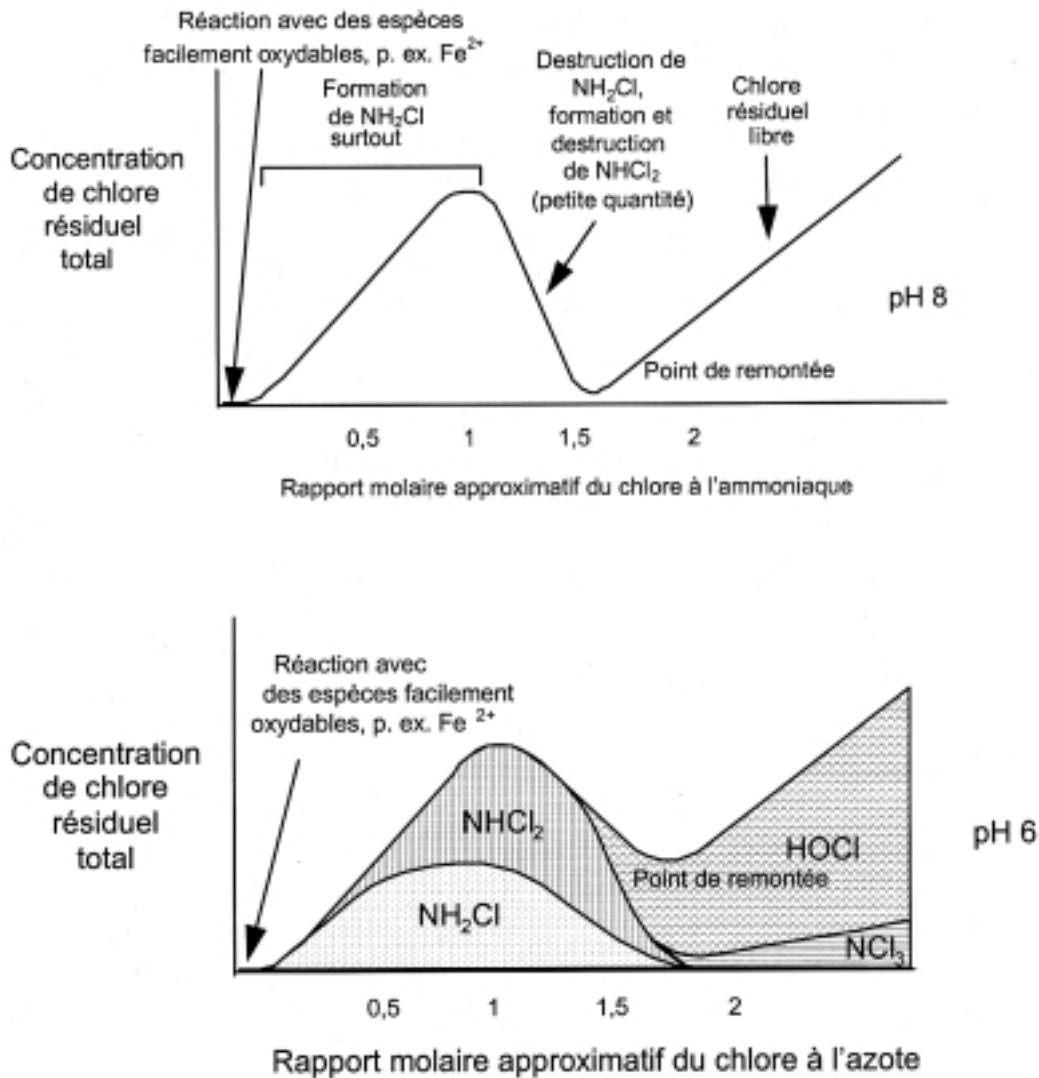 Réaction avec des espèces
facilement oxydables, p. ex. Fe²⁺
Formation
de NH₂Cl
surtout
Destruction de
NH₂Cl,
formation et
destruction
de NHCl₂
(petite quantité)
Chlore
résiduel
libre
Concentration
de chlore
résiduel
total
pH 8
Point de remontée
0,5 1 1,5 2
Rapport molaire approximatif du chlore à l'ammoniaque
Réaction avec
des espèces facilement
oxydables, p. ex. Fe ²⁺
Concentration
de chlore
résiduel
total
NHCl₂
HOCl
pH 6
Point de remontée
NH₂Cl
NCl₃
0,5 1 1,5 2
Rapport molaire approximatif du chlore à l'azote